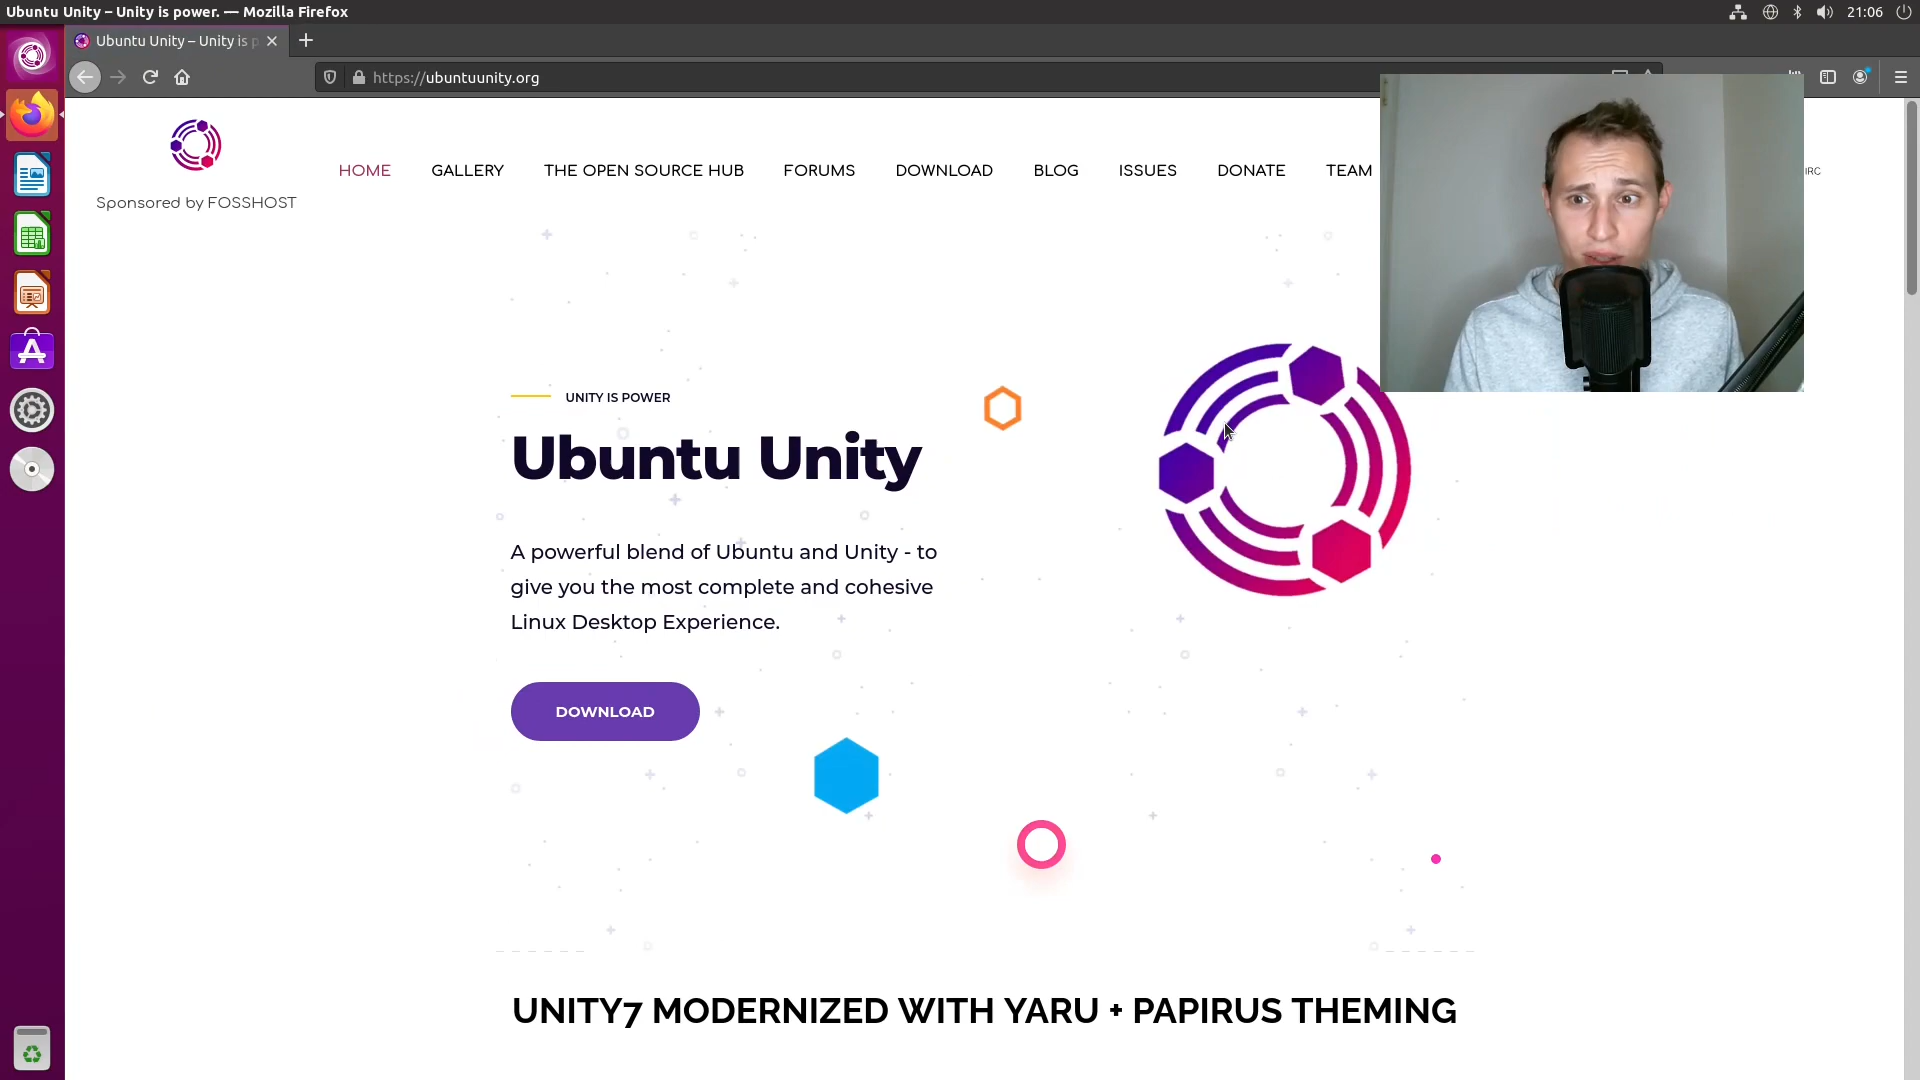 Ubuntu Unity – Unity is power. — Mozilla Firefox
21:06
Ubuntu Unity – Unity is p
https://ubuntuunity.org
HOME
GALLERY
THE OPEN SOURCE HUB
FORUMS
DOWNLOAD
BLOG
ISSUES
DONATE
TEAM
IRC
Sponsored by FOSSHOST
UNITY IS POWER
Ubuntu Unity
A powerful blend of Ubuntu and Unity - to
give you the most complete and cohesive
Linux Desktop Experience.
DOWNLOAD
UNITY7 MODERNIZED WITH YARU + PAPIRUS THEMING